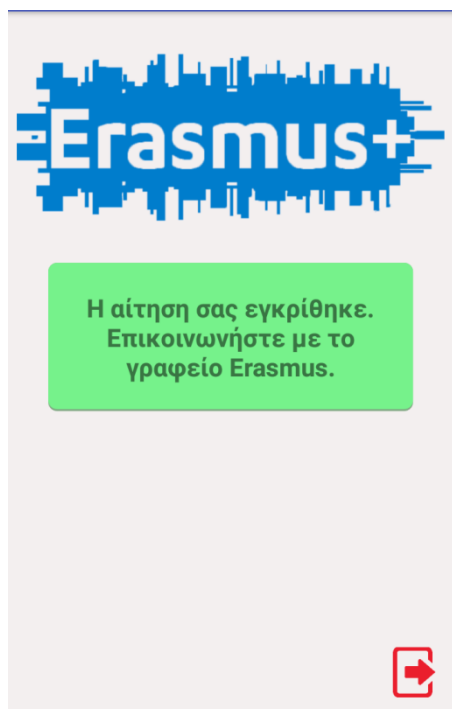 Erasmus+
Η αίτηση σας εγκρίθηκε.
Επικοινωνήστε με το
γραφείο Erasmus.